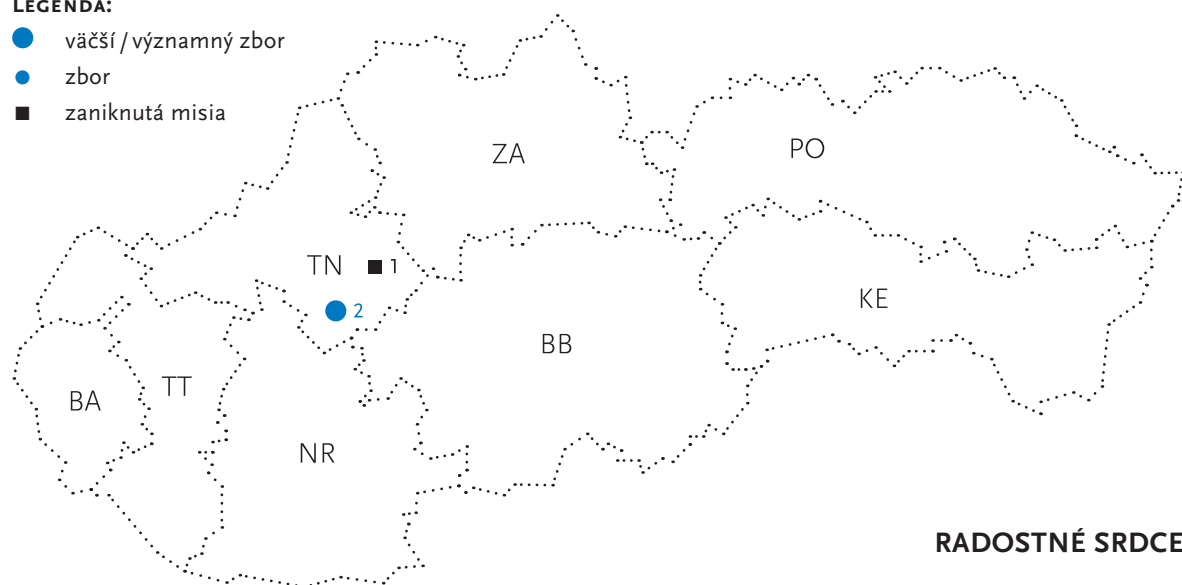 LEGENDA:
väčší / významný zbor
zbor
zaniknutá misia
ZA
PO
TN
1
2
KE
BB
TT
BA
NR
RADOSTNÉ SRDCE